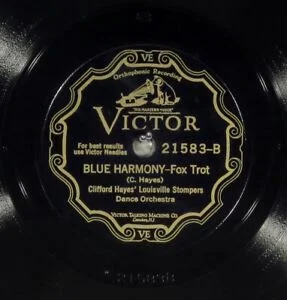 VE
Orthophonic Recording
"HIS MASTER'S VOICE"
VICTOR
For best results
use Victor Needles
21583-B
BLUE HARMONY-Fox Trot
(C. Hayes)
Clifford Hayes' Louisville Stompers
Dance Orchestra
VICTOR TALKING MACHINE CO.
Camden, N.J.
VE